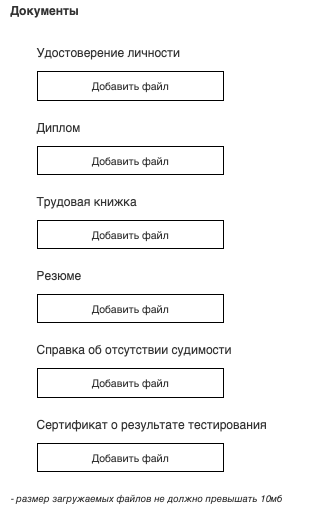 Документы
Удостоверение личности
Добавить файл
Диплом
Добавить файл
Трудовая книжка
Добавить файл
Резюме
Добавить файл
Справка об отсутствии судимости
Добавить файл
Сертификат о результате тестирования
Добавить файл
- размер загружаемых файлов не должно превышать 10мб